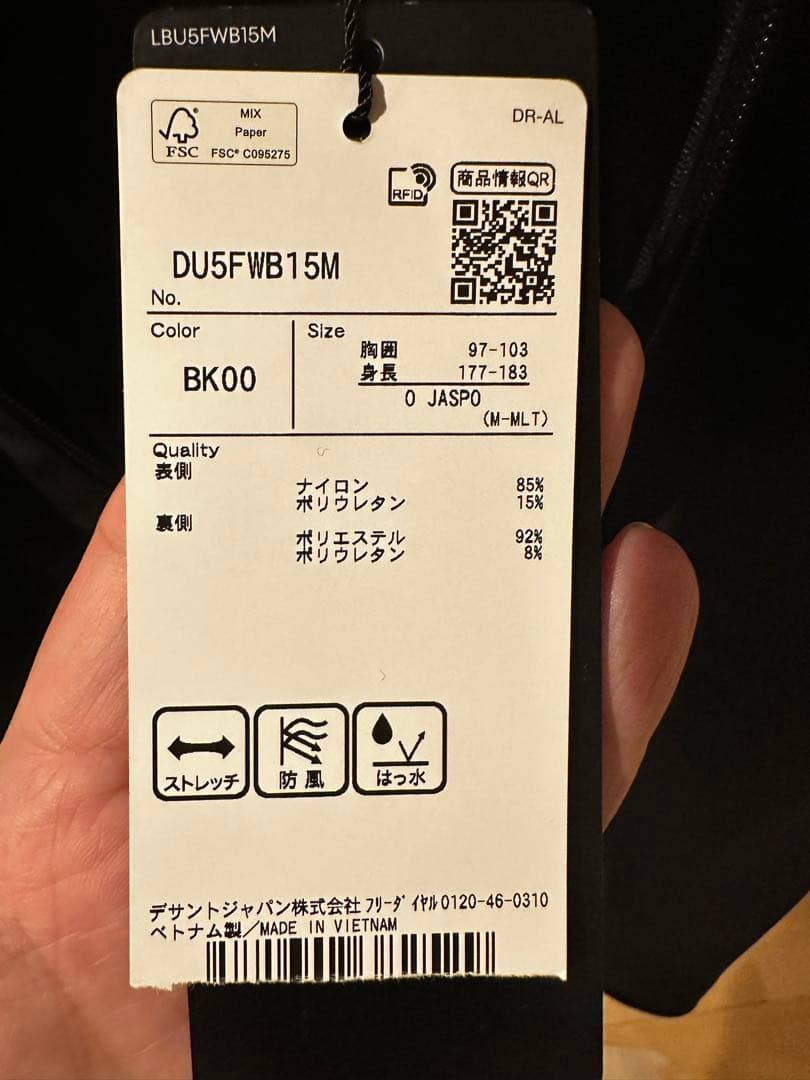 LBU5FWB15M
DR-AL
FSC® MIX
Paper
FSC® C095275
RFID
商品情報QR
DU5FWB15M
No.
Color
BK00
Size
胸囲 97-103
身長 177-183
O JASPO
(M-MLT)
Quality
表側
ナイロン 85%
ポリウレタン 15%
裏側
ポリエステル 92%
ポリウレタン 8%
ストレッチ
防風
はっ水
デサントジャパン株式会社 フリーダイヤル0120-46-0310
ベトナム製/MADE IN VIETNAM